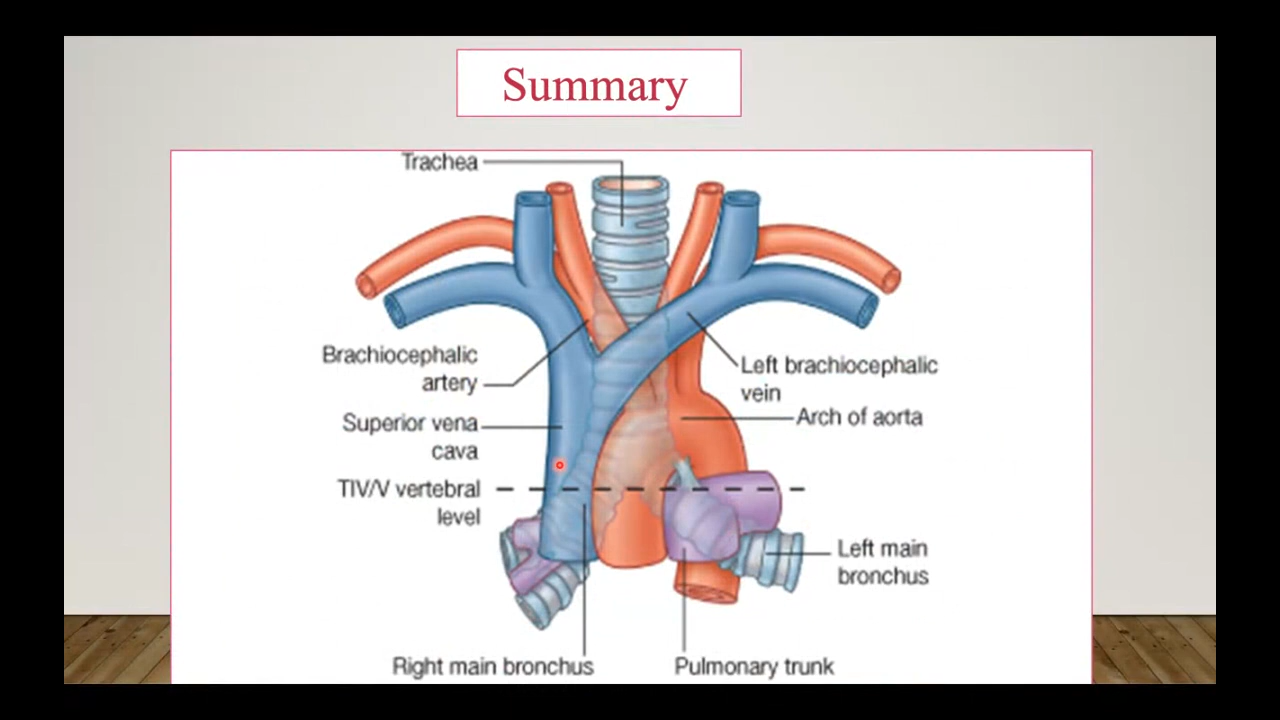 Summary
Trachea
Brachiocephalic
artery
Left brachiocephalic
vein
Superior vena
cava
Arch of aorta
TIV/V vertebral
level
Left main
bronchus
Right main bronchus
Pulmonary trunk